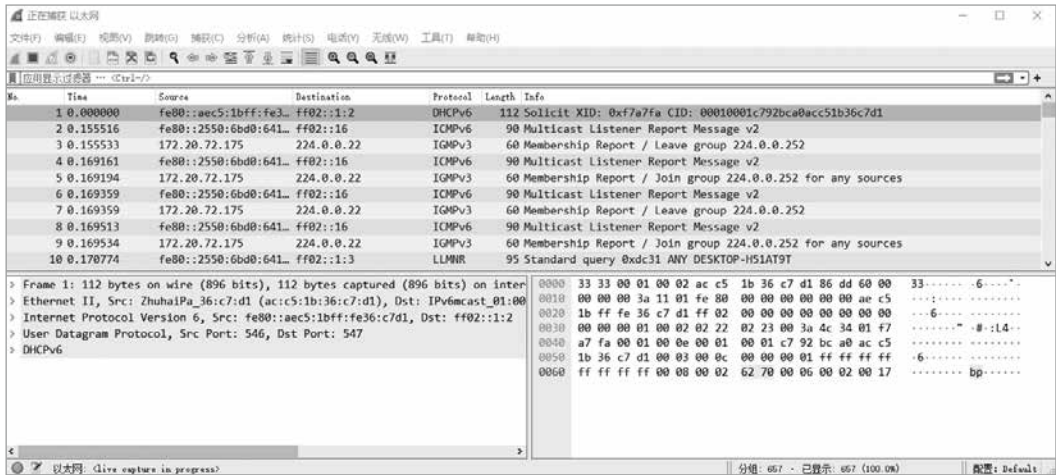 正在捕获 以太网
文件(F) 编辑(E) 视图(V) 跳转(G) 捕获(C) 分析(A) 统计(S) 电话(Y) 无线(W) 工具(T) 帮助(H)
应用显示过滤器 … <Ctrl-/>
No. Time Source Destination Protocol Length Info
1 0.000000 fe80::aec5:1bff:fe3… ff02::1:2 DHCPv6 112 Solicit XID: 0xf7a7fa CID: 00010001c792bca0acc51b36c7d1
2 0.155516 fe80::2550:6bd0:641… ff02::16 ICMPv6 90 Multicast Listener Report Message v2
3 0.155533 172.20.72.175 224.0.0.22 IGMPv3 60 Membership Report / Leave group 224.0.0.252
4 0.169161 fe80::2550:6bd0:641… ff02::16 ICMPv6 90 Multicast Listener Report Message v2
5 0.169194 172.20.72.175 224.0.0.22 IGMPv3 60 Membership Report / Join group 224.0.0.252 for any sources
6 0.169359 fe80::2550:6bd0:641… ff02::16 ICMPv6 90 Multicast Listener Report Message v2
7 0.169359 172.20.72.175 224.0.0.22 IGMPv3 60 Membership Report / Leave group 224.0.0.252
8 0.169513 fe80::2550:6bd0:641… ff02::16 ICMPv6 90 Multicast Listener Report Message v2
9 0.169534 172.20.72.175 224.0.0.22 IGMPv3 60 Membership Report / Join group 224.0.0.252 for any sources
10 0.170774 fe80::2550:6bd0:641… ff02::1:3 LLMNR 95 Standard query 0xdc31 ANY DESKTOP-H51AT9T
> Frame 1: 112 bytes on wire (896 bits), 112 bytes captured (896 bits) on inter
> Ethernet II, Src: ZhuhaiPa_36:c7:d1 (ac:c5:1b:36:c7:d1), Dst: IPv6mcast_01:00
> Internet Protocol Version 6, Src: fe80::aec5:1bff:fe36:c7d1, Dst: ff02::1:2
> User Datagram Protocol, Src Port: 546, Dst Port: 547
> DHCPv6
0000 33 33 00 01 00 02 ac c5 1b 36 c7 d1 86 dd 60 00 33······ ·6····`·
0010 00 00 00 3a 11 01 fe 80 00 00 00 00 00 00 ae c5 ···:···· ········
0020 1b ff fe 36 c7 d1 ff 02 00 00 00 00 00 00 00 00 ···6···· ········
0030 00 00 00 01 00 02 02 22 02 23 00 3a 4c 34 01 f7 ·······" ·#·:L4··
0040 a7 fa 00 01 00 0e 00 01 00 01 c7 92 bc a0 ac c5 ········ ········
0050 1b 36 c7 d1 00 03 00 0c 00 00 00 01 ff ff ff ff ·6······ ········
0060 ff ff ff ff 00 08 00 02 62 70 00 06 00 02 00 17 ········ bp······
以太网: <live capture in progress>
分组: 657 · 已显示: 657 (100.0%)
配置: Default